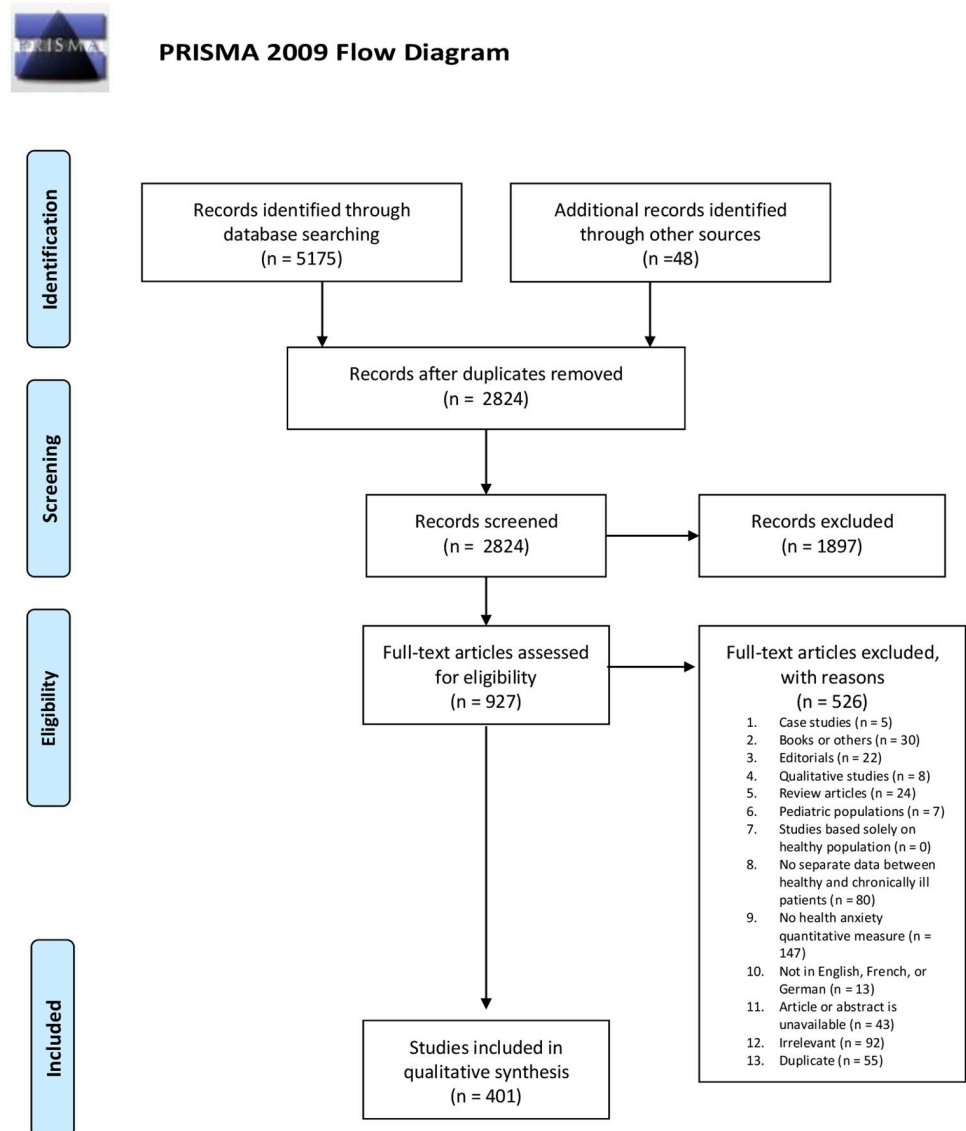 PRISMA
PRISMA 2009 Flow Diagram
Identification
Records identified through
database searching
(n = 5175)
Additional records identified
through other sources
(n =48)
Records after duplicates removed
(n = 2824)
Screening
Records screened
(n = 2824)
Records excluded
(n = 1897)
Eligibility
Full-text articles assessed
for eligibility
(n = 927)
Full-text articles excluded,
with reasons
(n = 526)
1. Case studies (n = 5)
2. Books or others (n = 30)
3. Editorials (n = 22)
4. Qualitative studies (n = 8)
5. Review articles (n = 24)
6. Pediatric populations (n = 7)
7. Studies based solely on
healthy population (n = 0)
8. No separate data between
healthy and chronically ill
patients (n = 80)
9. No health anxiety
quantitative measure (n =
147)
10. Not in English, French, or
German (n = 13)
11. Article or abstract is
unavailable (n = 43)
12. Irrelevant (n = 92)
13. Duplicate (n = 55)
Included
Studies included in
qualitative synthesis
(n = 401)